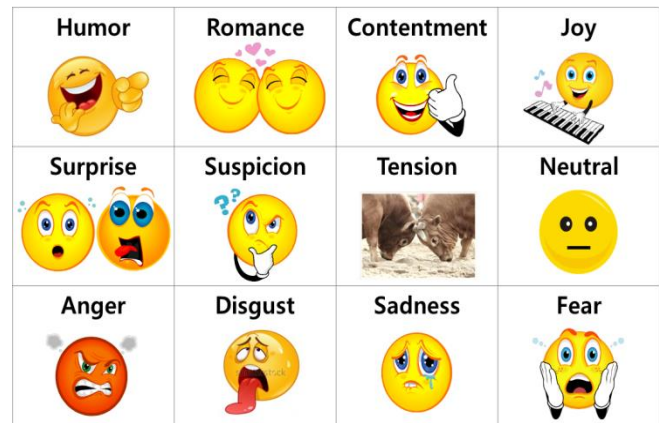 Humor
Romance
Contentment
Joy
Surprise
Suspicion
??
Tension
Neutral
Anger
Disgust
Sadness
Fear